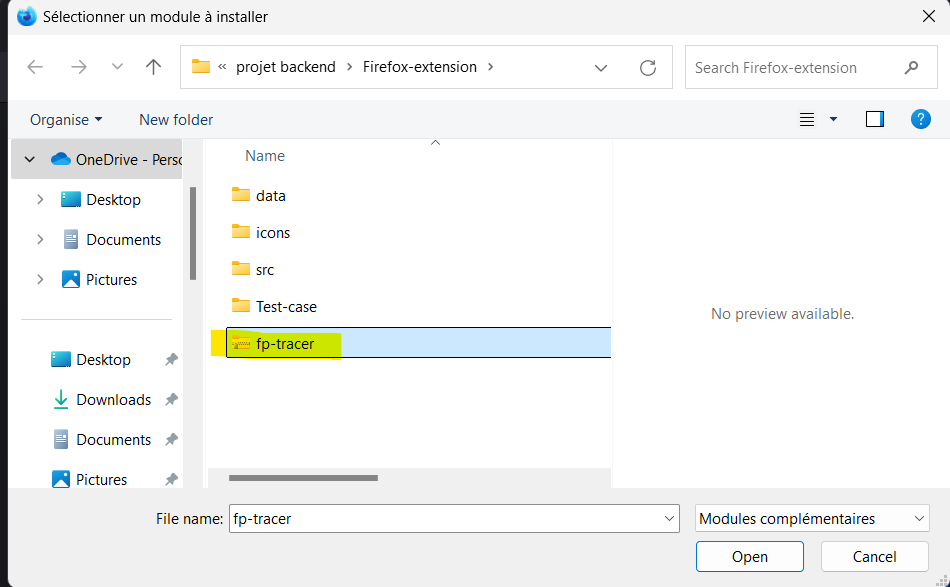 Sélectionner un module à installer
« projet backend > Firefox-extension >
Search Firefox-extension
Organise
New folder
?
OneDrive - Perso
Desktop
Documents
Pictures
Desktop
Downloads
Documents
Pictures
Name
data
icons
src
Test-case
fp-tracer
No preview available.
File name:
fp-tracer
Modules complémentaires
Open
Cancel